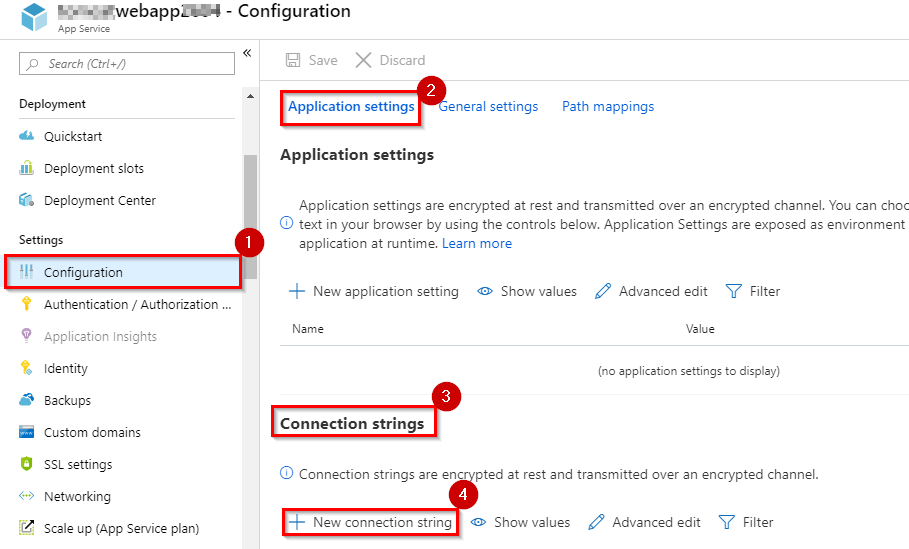 webapp - Configuration
App Service
Search (Ctrl+/)
«
Deployment
Quickstart
Deployment slots
Deployment Center
Settings
1
Configuration
Authentication / Authorization ...
Application Insights
Identity
Backups
Custom domains
SSL settings
Networking
Scale up (App Service plan)
Save
Discard
2
Application settings
General settings
Path mappings
Application settings
Application settings are encrypted at rest and transmitted over an encrypted channel. You can choo
text in your browser by using the controls below. Application Settings are exposed as environment
application at runtime. Learn more
New application setting
Show values
Advanced edit
Filter
Name
Value
(no application settings to display)
3
Connection strings
Connection strings are encrypted at rest and transmitted over an encrypted channel.
4
New connection string
Show values
Advanced edit
Filter